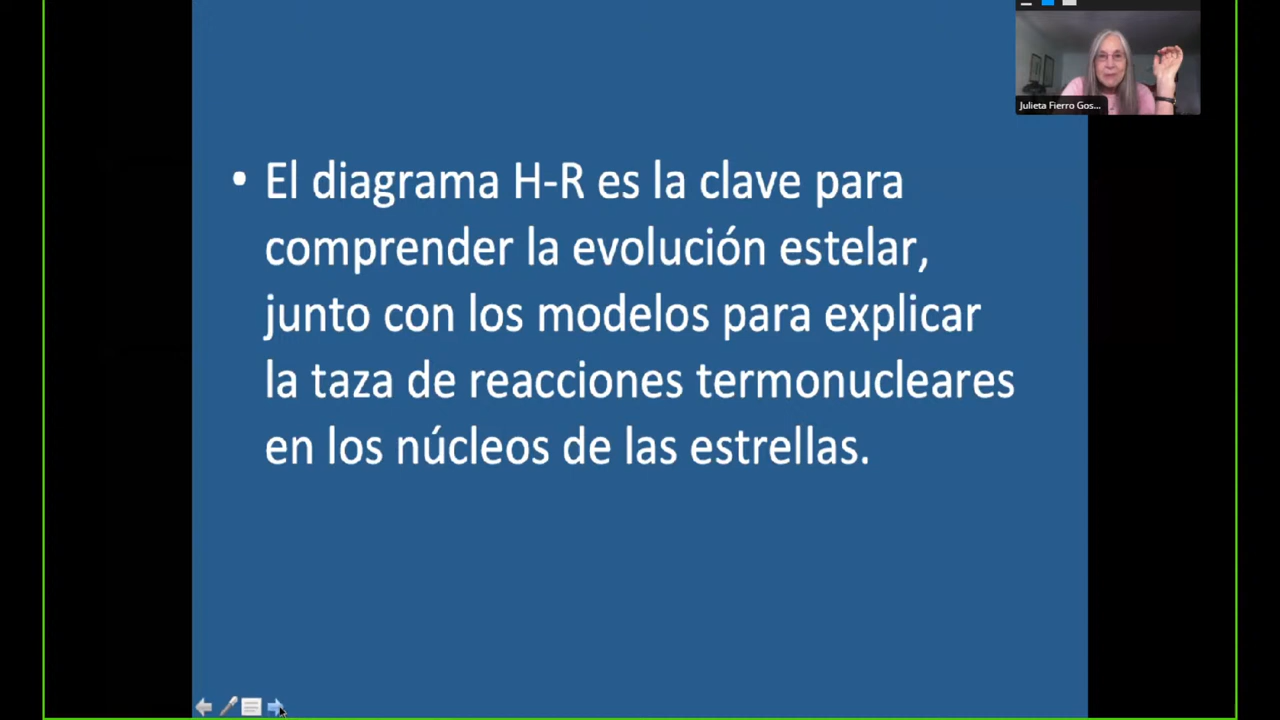 Julieta Fierro Gos...
• El diagrama H-R es la clave para
comprender la evolución estelar,
junto con los modelos para explicar
la taza de reacciones termonucleares
en los núcleos de las estrellas.